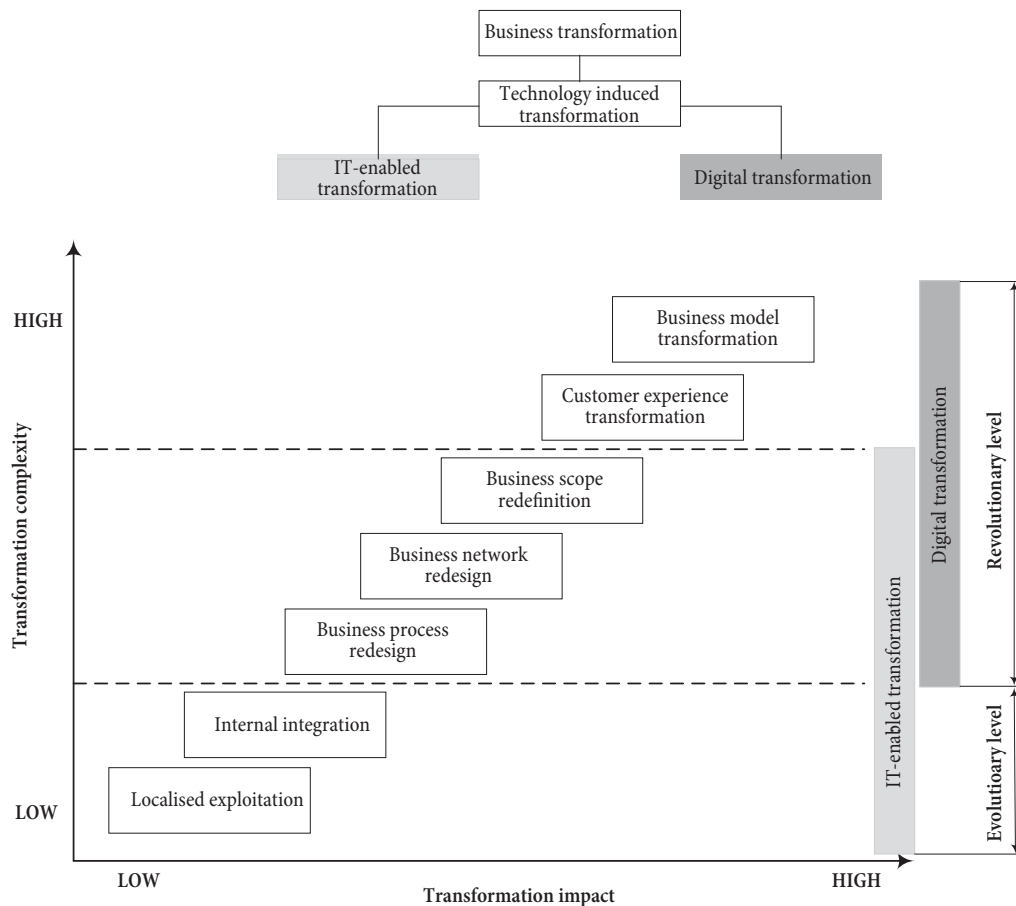 Business transformation
Technology induced
transformation
IT-enabled
transformation
Digital transformation
HIGH
Business model
transformation
Customer experience
transformation
Business scope
redefinition
Business network
redesign
Business process
redesign
Internal integration
Localised exploitation
LOW
Transformation complexity
LOW
HIGH
Transformation impact
IT-enabled transformation
Digital transformation
Revolutionary level
Evolutioary level